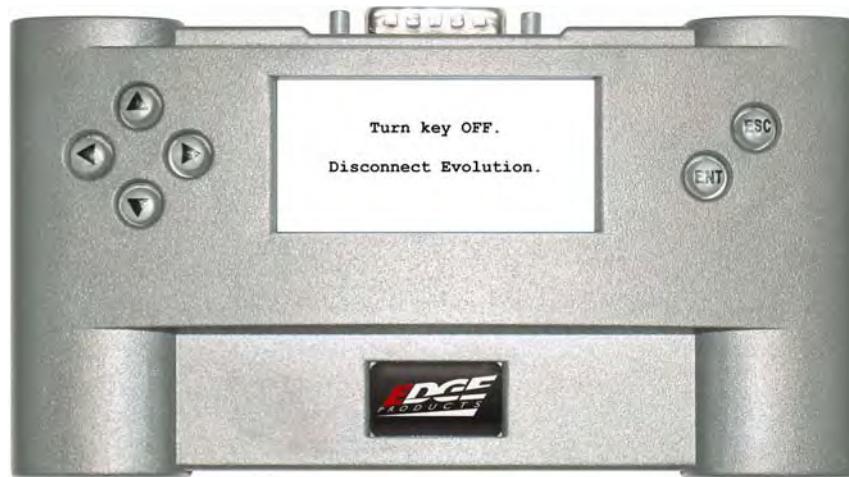 Turn key OFF.
Disconnect Evolution.
ESC
ENT
EDGE
PRODUCTS